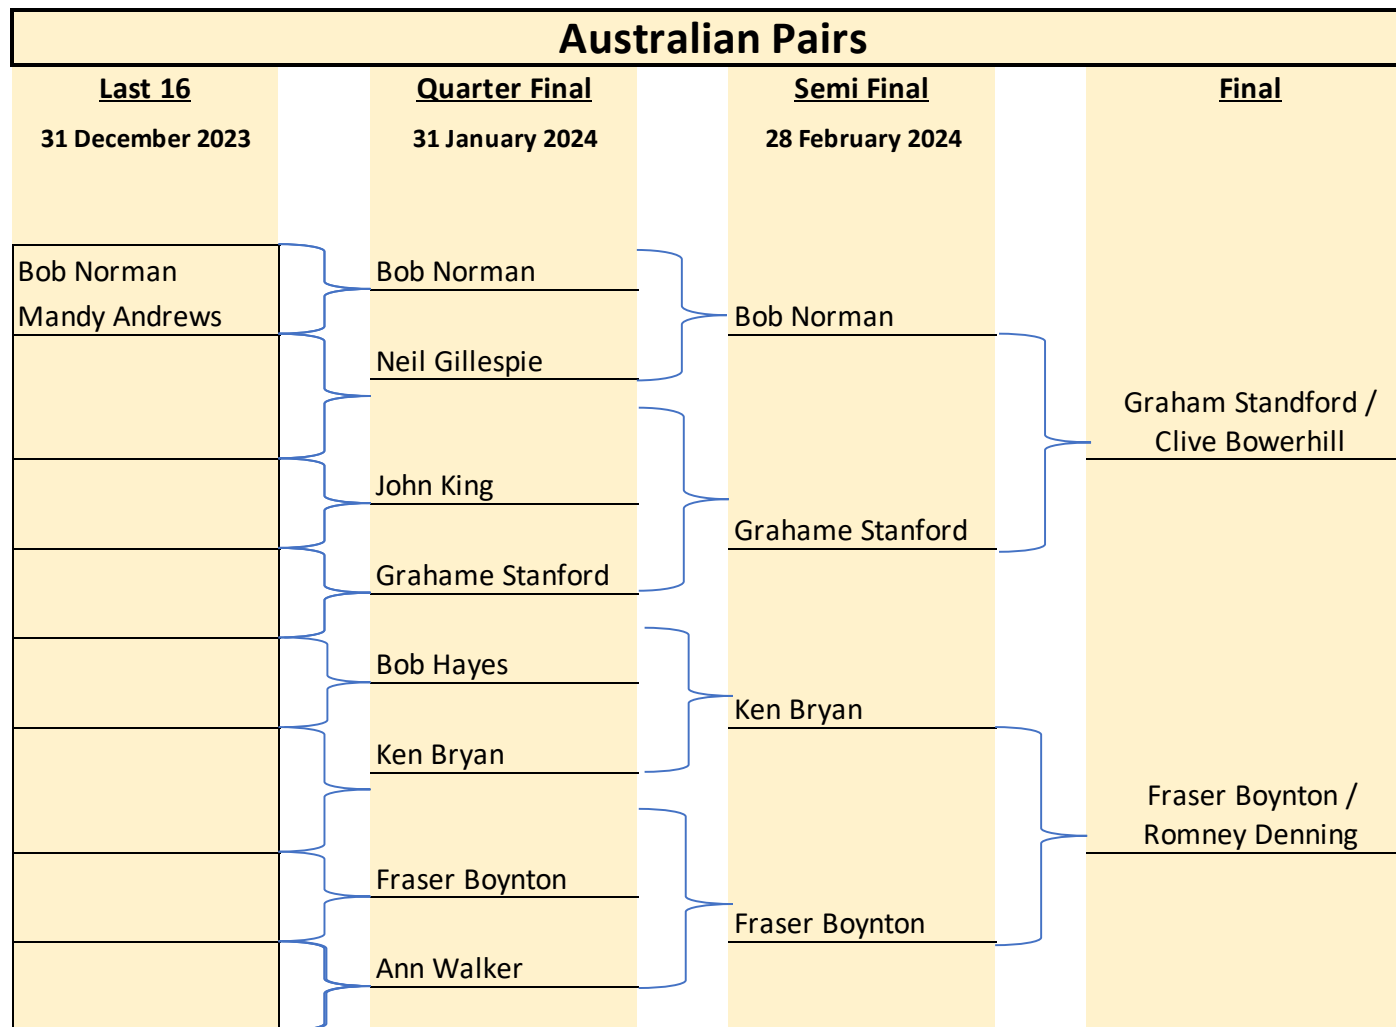 Australian Pairs
Last 16
Quarter Final
Semi Final
Final
31 December 2023
31 January 2024
28 February 2024
Bob Norman
Mandy Andrews
Bob Norman
Neil Gillespie
John King
Grahame Stanford
Bob Hayes
Ken Bryan
Fraser Boynton
Ann Walker
Bob Norman
Grahame Stanford
Ken Bryan
Fraser Boynton
Graham Standford /
Clive Bowerhill
Fraser Boynton /
Romney Denning